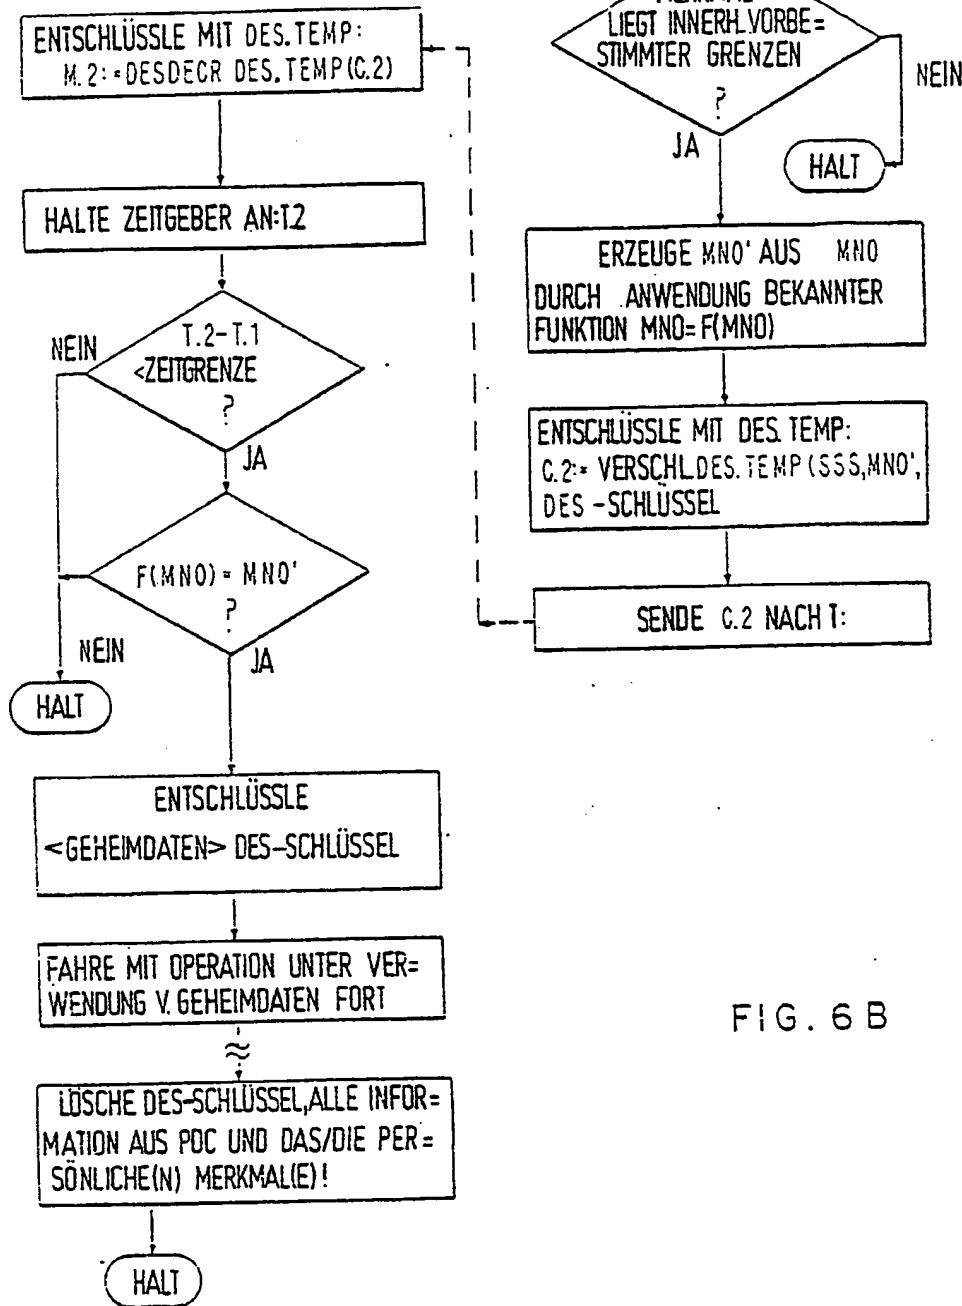 ENTSCHLÜSSLE MIT DES.TEMP:
M.2:=DESDECR DES.TEMP(C.2)
HALTE ZEITGEBER AN:T.2
T.2-T.1
<ZEITGRENZE
?
NEIN
JA
F(MNO)=MNO'
?
NEIN
JA
HALT
ENTSCHLÜSSLE
<GEHEIMDATEN> DES-SCHLÜSSEL
FAHRE MIT OPERATION UNTER VER=
WENDUNG V. GEHEIMDATEN FORT
LÖSCHE DES-SCHLÜSSEL,ALLE INFOR=
MATION AUS PDC UND DAS/DIE PER=
SÖNLICHE(N) MERKMAL(E)!
HALT
LIEGT INNERH.VORBE=
STIMMTER GRENZEN
?
NEIN
JA
HALT
ERZEUGE MNO' AUS MNO
DURCH ANWENDUNG BEKANNTER
FUNKTION MNO=F(MNO)
ENTSCHLÜSSLE MIT DES.TEMP:
C.2:= VERSCHL.DES.TEMP(SSS,MNO',
DES-SCHLÜSSEL
SENDE C.2 NACH T:
FIG. 6B